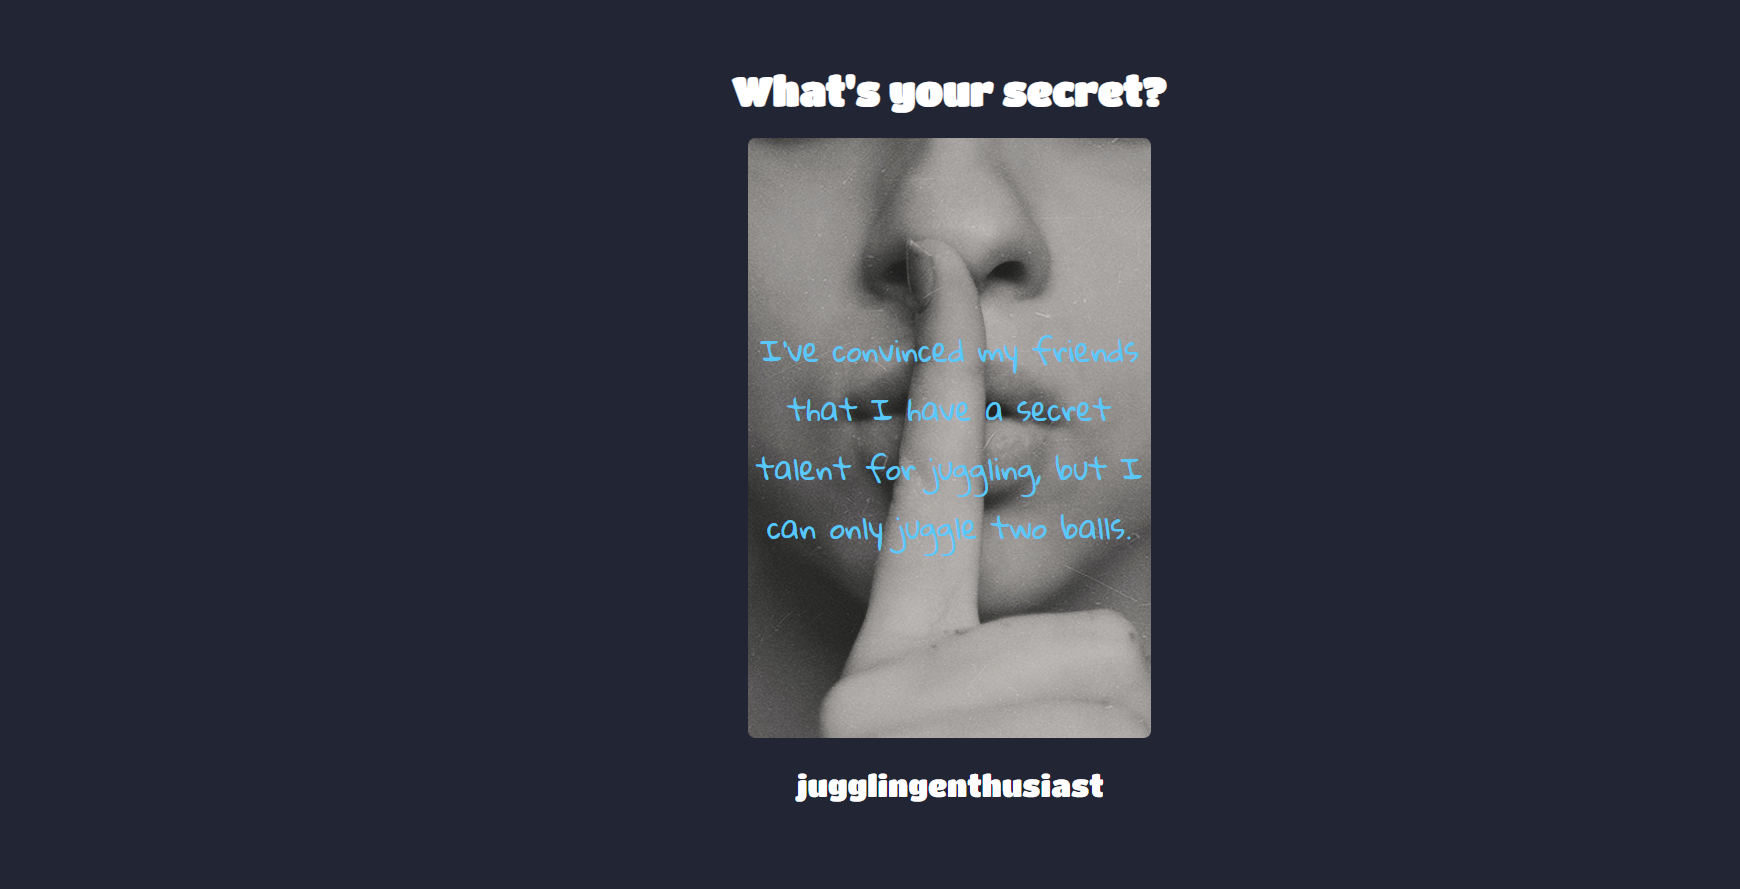 What's your secret?
I've convinced my friends
that I have a secret
talent for juggling, but I
can only juggle two balls.
jugglingenthusiast